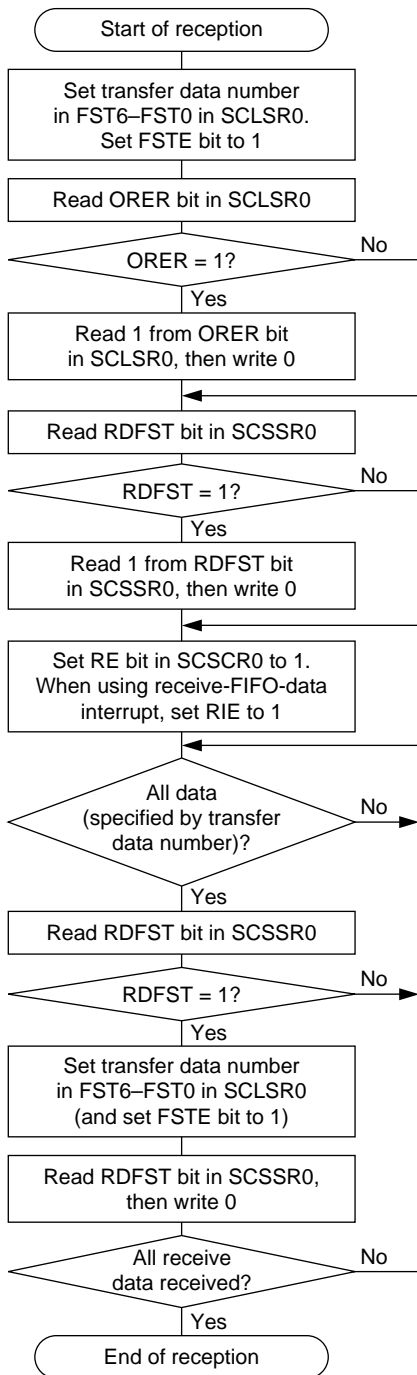 Start of reception
Set transfer data number
in FST6–FST0 in SCLSR0.
Set FSTE bit to 1
Read ORER bit in SCLSR0
ORER = 1?
No
Yes
Read 1 from ORER bit
in SCLSR0, then write 0
Read RDFST bit in SCSSR0
RDFST = 1?
No
Yes
Read 1 from RDFST bit
in SCSSR0, then write 0
Set RE bit in SCSCR0 to 1.
When using receive-FIFO-data
interrupt, set RIE to 1
All data
(specified by transfer
data number)?
No
Yes
Read RDFST bit in SCSSR0
RDFST = 1?
No
Yes
Set transfer data number
in FST6–FST0 in SCLSR0
(and set FSTE bit to 1)
Read RDFST bit in SCSSR0,
then write 0
All receive
data received?
No
Yes
End of reception